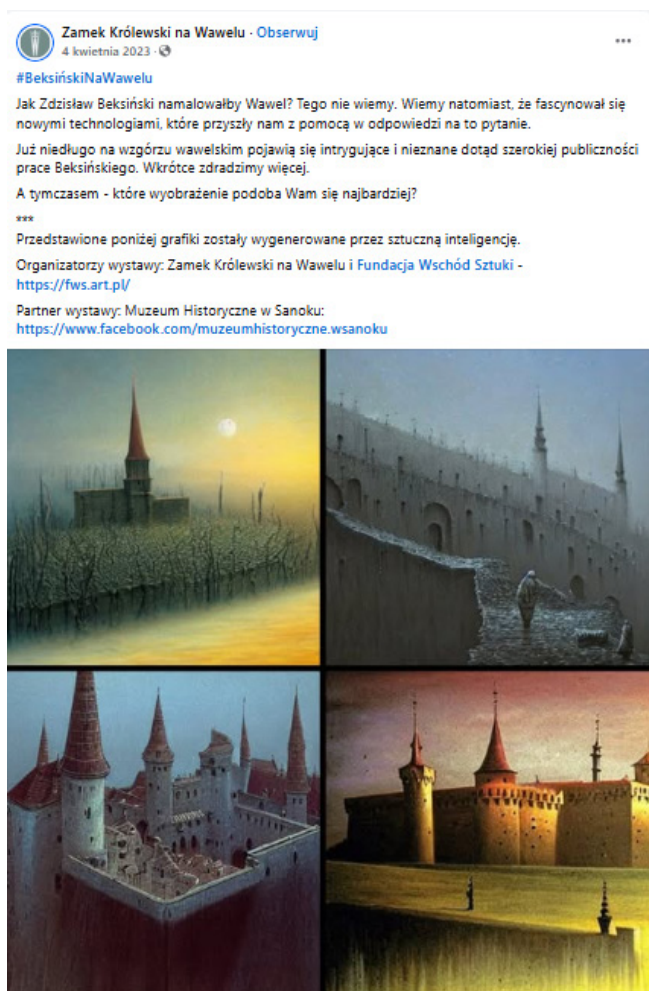 Zamek Królewski na Wawelu · Obserwuj
4 kwietnia 2023 ·
#BeksińskiNaWawelu
Jak Zdzisław Beksiński namalowałby Wawel? Tego nie wiemy. Wiemy natomiast, że fascynował się
nowymi technologiami, które przyszły nam z pomocą w odpowiedzi na to pytanie.
Już niedługo na wzgórzu wawelskim pojawią się intrygujące i nieznane dotąd szerokiej publiczności
prace Beksińskiego. Wkrótce zdradzimy więcej.
A tymczasem - które wyobrażenie podoba Wam się najbardziej?
***
Przedstawione poniżej grafiki zostały wygenerowane przez sztuczną inteligencję.
Organizatorzy wystawy: Zamek Królewski na Wawelu i Fundacja Wschód Sztuki -
https://fws.art.pl/
Partner wystawy: Muzeum Historyczne w Sanoku:
https://www.facebook.com/muzeumhistoryczne.wsanoku